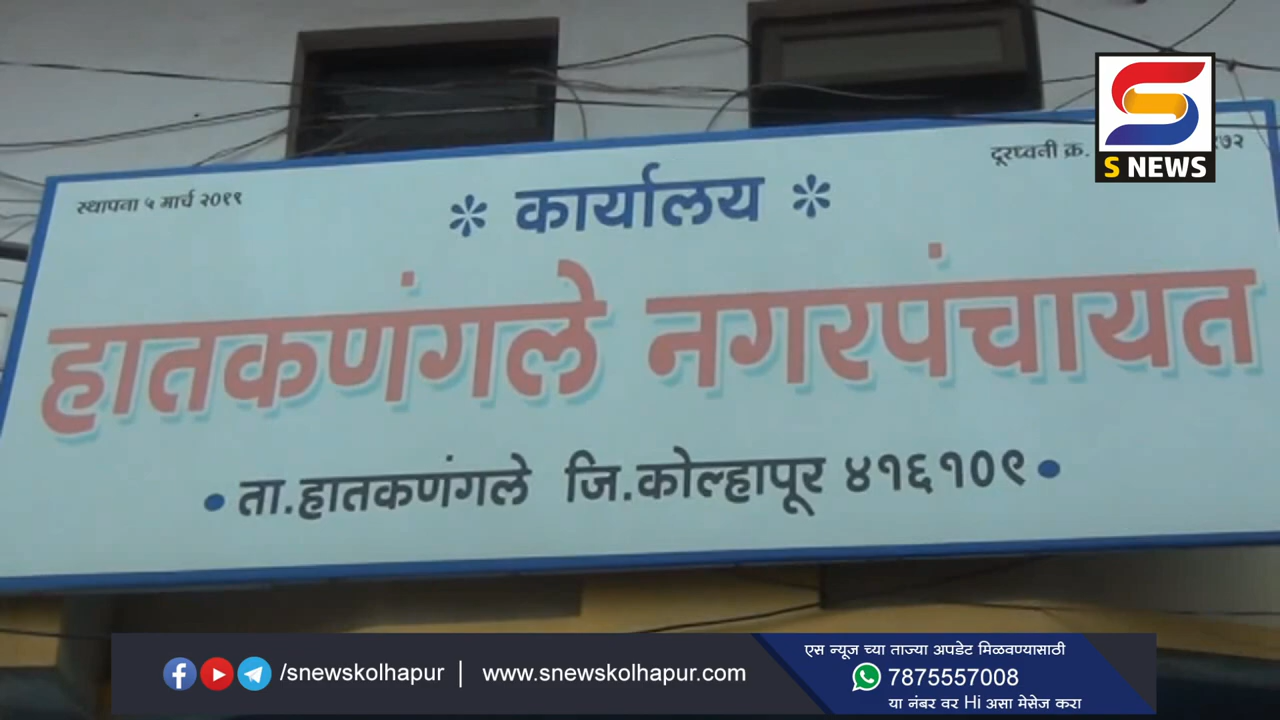 स्थापना ५ मार्च २०१९
दूरध्वनी क्र.
S NEWS
* कार्यालय *
हातकणंगले नगरपंचायत
• ता.हातकणंगले जि.कोल्हापूर ४१६१०९ •
/snewskolhapur | www.snewskolhapur.com
एस न्यूज च्या ताज्या अपडेट मिळवण्यासाठी
7875557008
या नंबर वर Hi असा मेसेज करा